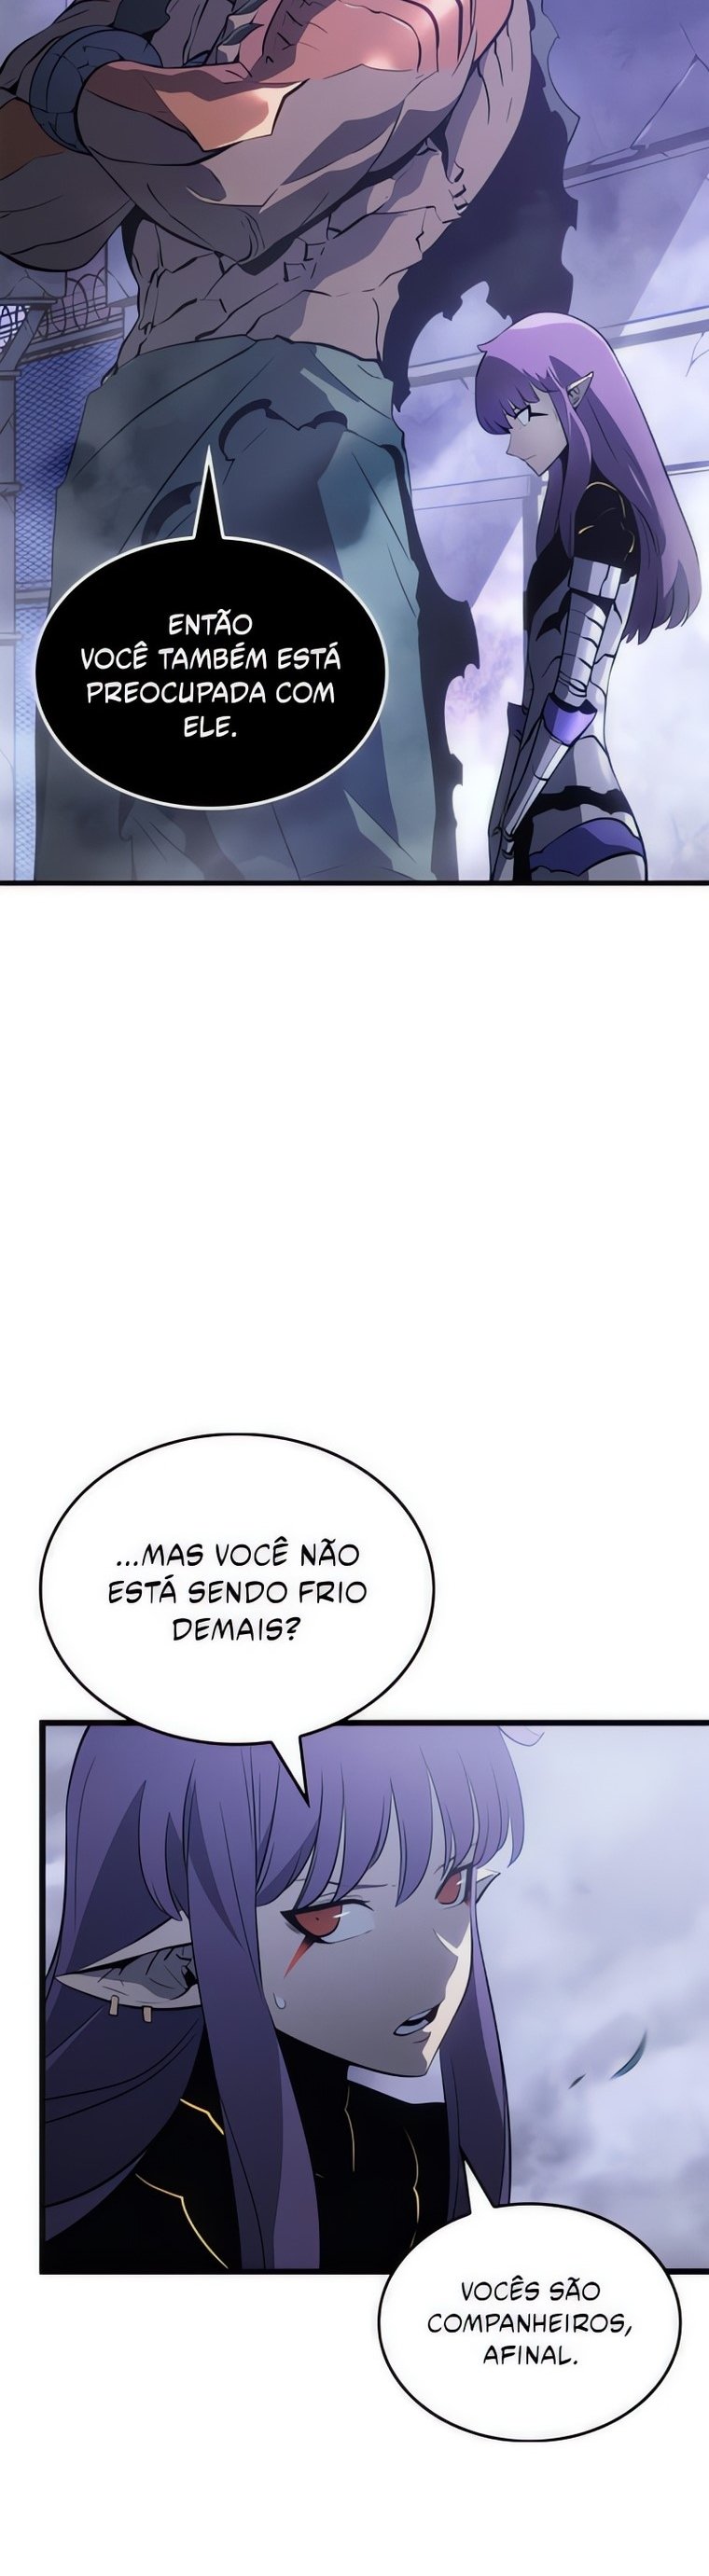 ENTÃO
VOCÊ TAMBÉM ESTÁ
PREOCUPADA COM
ELE.
...MAS VOCÊ NÃO
ESTÁ SENDO FRIO
DEMAIS?
VOCÊS SÃO
COMPANHEIROS,
AFINAL.